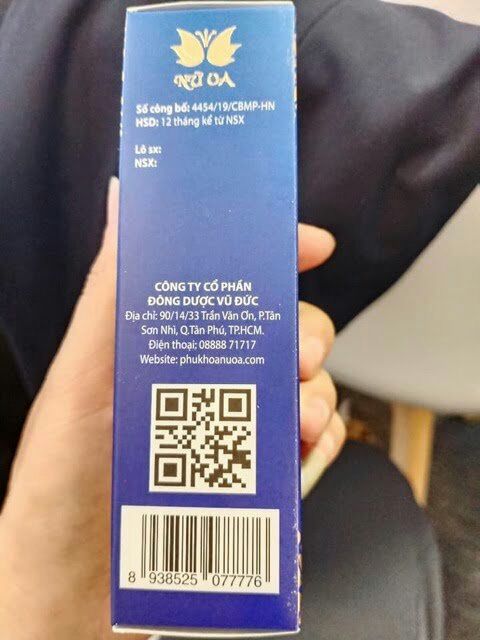 NỮ OA
Số công bố: 4454/19/CBMP-HN
HSD: 12 tháng kể từ NSX
Lô sx:
NSX:
CÔNG TY CỔ PHẦN
ĐÔNG DƯỢC VŨ ĐỨC
Địa chỉ: 90/14/33 Trần Văn Ơn, P.Tân
Sơn Nhì, Q.Tân Phú, TP.HCM.
Điện thoại: 08888 71717
Website: phukhoanuoa.com
8 938525 077776